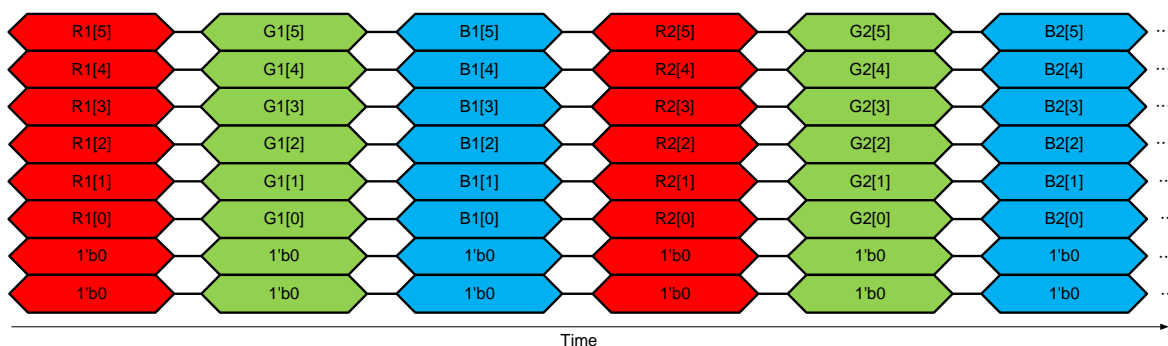 R1[5] G1[5] B1[5] R2[5] G2[5] B2[5] ...
R1[4] G1[4] B1[4] R2[4] G2[4] B2[4] ...
R1[3] G1[3] B1[3] R2[3] G2[3] B2[3] ...
R1[2] G1[2] B1[2] R2[2] G2[2] B2[2] ...
R1[1] G1[1] B1[1] R2[1] G2[1] B2[1] ...
R1[0] G1[0] B1[0] R2[0] G2[0] B2[0] ...
1'b0 1'b0 1'b0 1'b0 1'b0 1'b0 ...
1'b0 1'b0 1'b0 1'b0 1'b0 1'b0 ...
Time